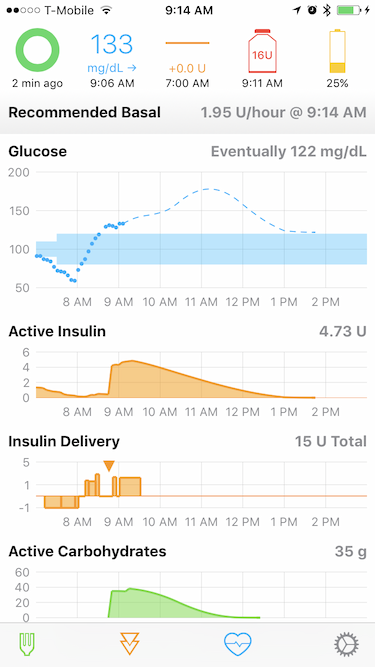 T-Mobile 9:14 AM
133
16U
mg/dL → +0.0 U
2 min ago 9:06 AM 7:00 AM 9:11 AM 25%
Recommended Basal 1.95 U/hour @ 9:14 AM
Glucose Eventually 122 mg/dL
200
150
100
50
8 AM 9 AM 10 AM 11 AM 12 PM 1 PM 2 PM
Active Insulin 4.73 U
6
4
2
0
8 AM 9 AM 10 AM 11 AM 12 PM 1 PM 2 PM
Insulin Delivery 15 U Total
5
1
-1
8 AM 9 AM 10 AM 11 AM 12 PM 1 PM 2 PM
Active Carbohydrates 35 g
60
40
20
0